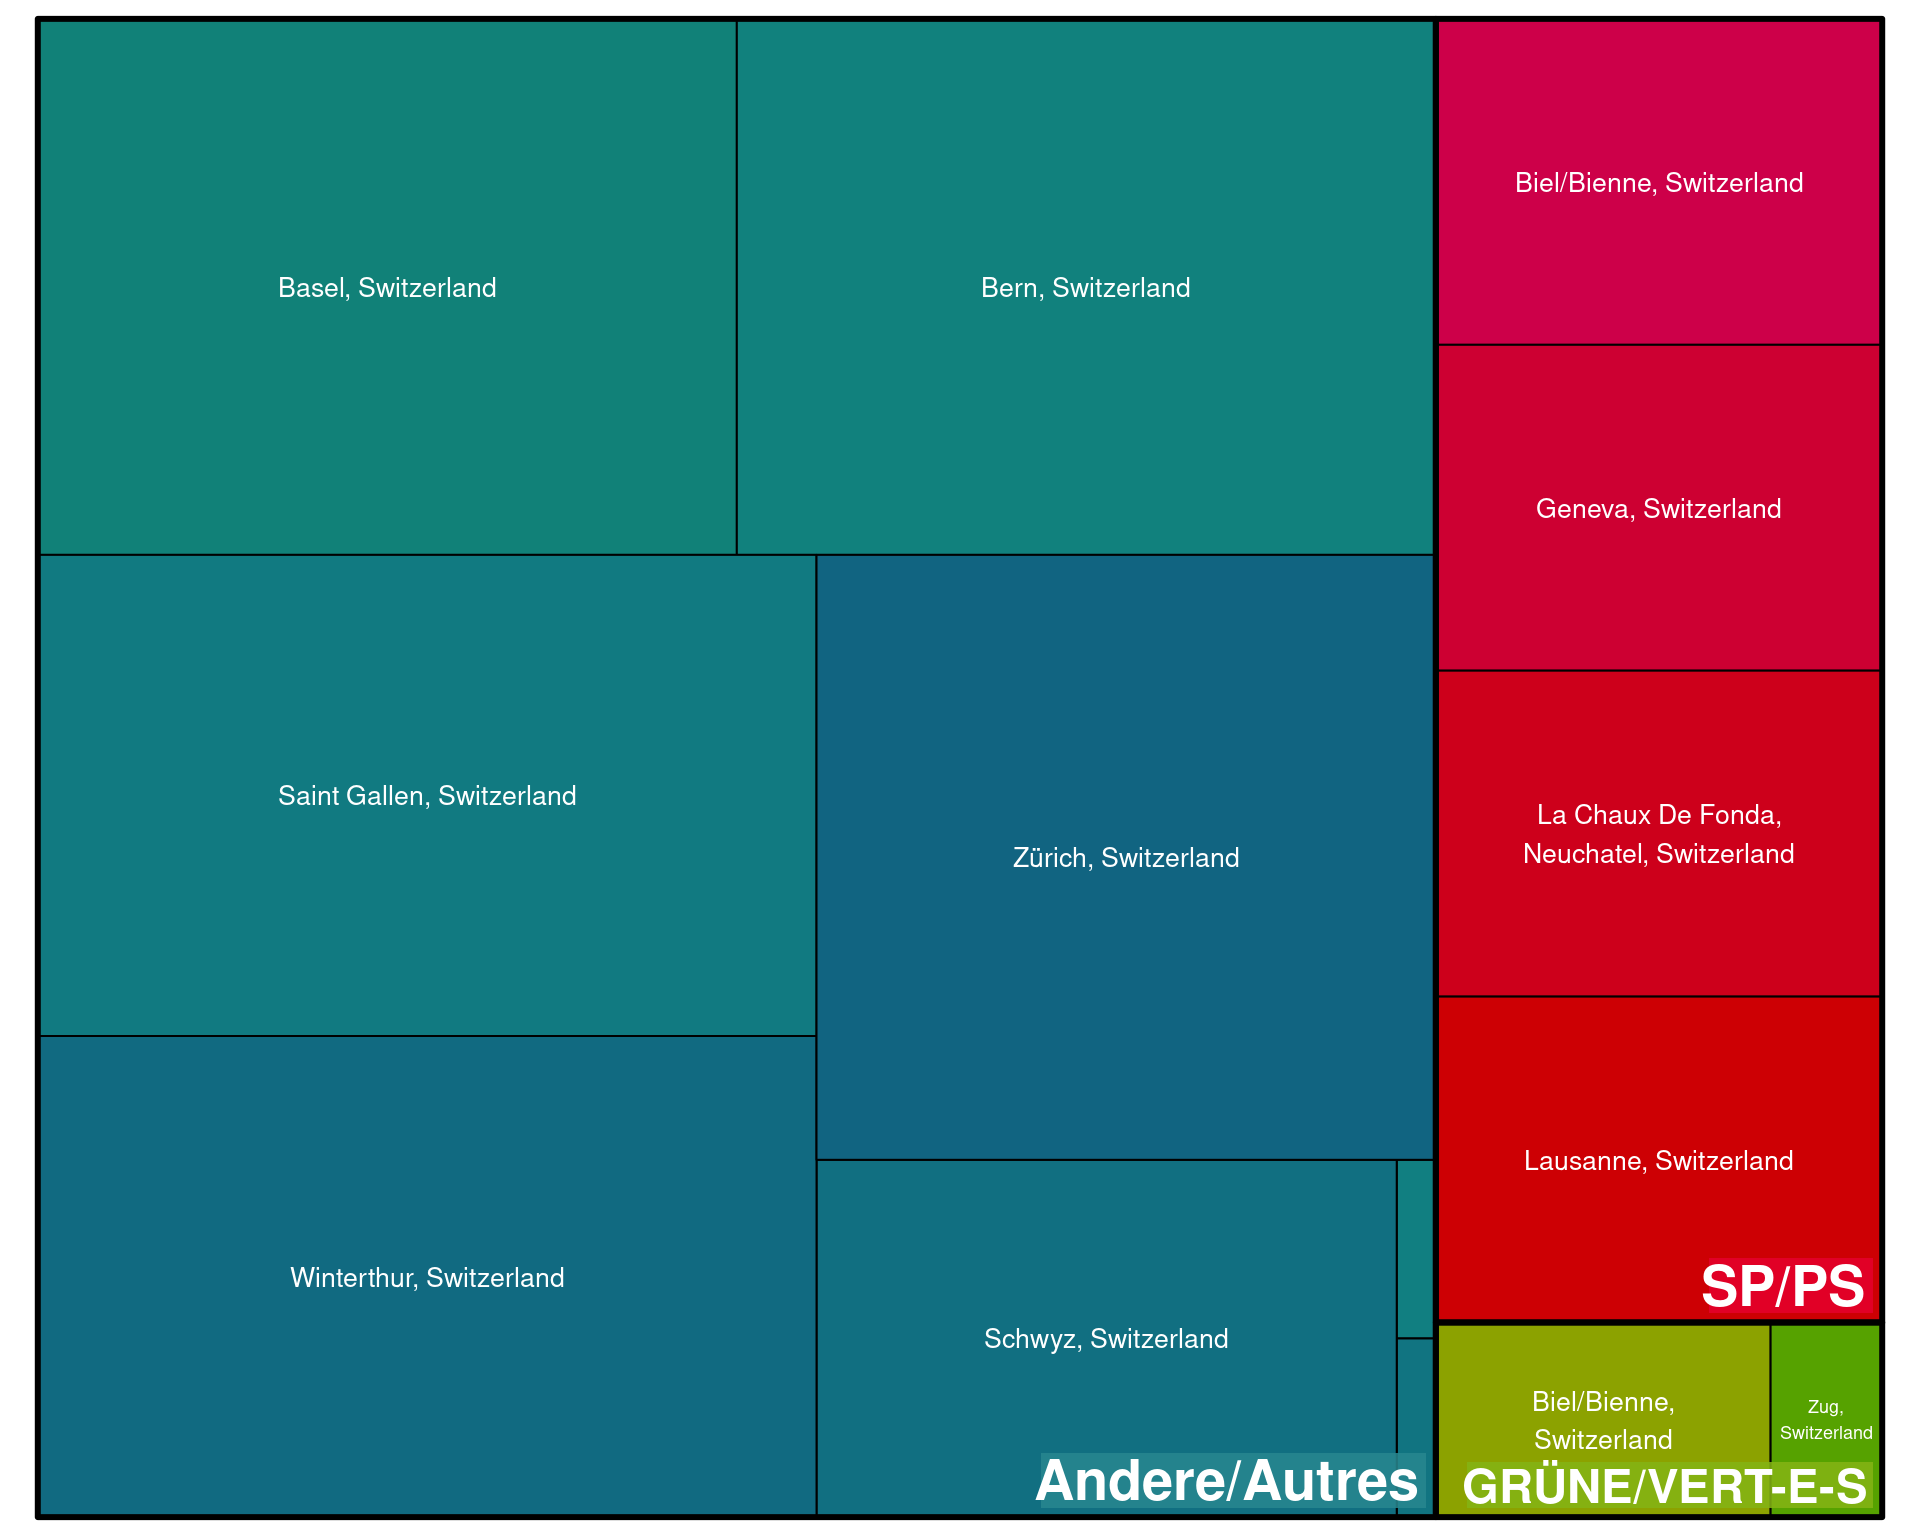 Basel, Switzerland
Bern, Switzerland
Saint Gallen, Switzerland
Zürich, Switzerland
Winterthur, Switzerland
Schwyz, Switzerland
Andere/Autres
Biel/Bienne, Switzerland
Geneva, Switzerland
La Chaux De Fonda,
Neuchatel, Switzerland
Lausanne, Switzerland
SP/PS
Biel/Bienne,
Switzerland
Zug,
Switzerland
GRÜNE/VERT-E-S